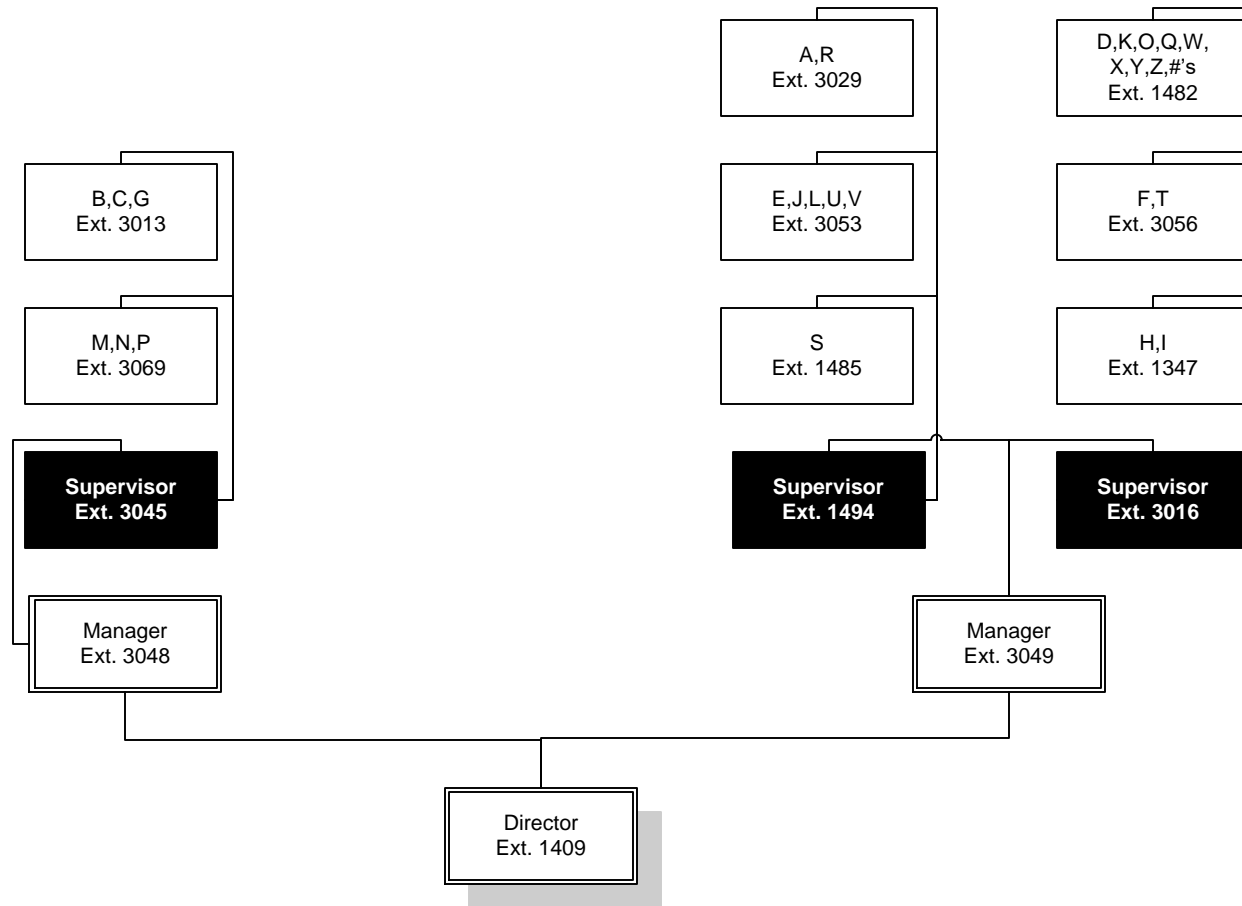 A,R
Ext. 3029
D,K,O,Q,W,
X,Y,Z,#'s
Ext. 1482
B,C,G
Ext. 3013
E,J,L,U,V
Ext. 3053
F,T
Ext. 3056
M,N,P
Ext. 3069
S
Ext. 1485
H,I
Ext. 1347
Supervisor
Ext. 3045
Supervisor
Ext. 1494
Supervisor
Ext. 3016
Manager
Ext. 3048
Manager
Ext. 3049
Director
Ext. 1409